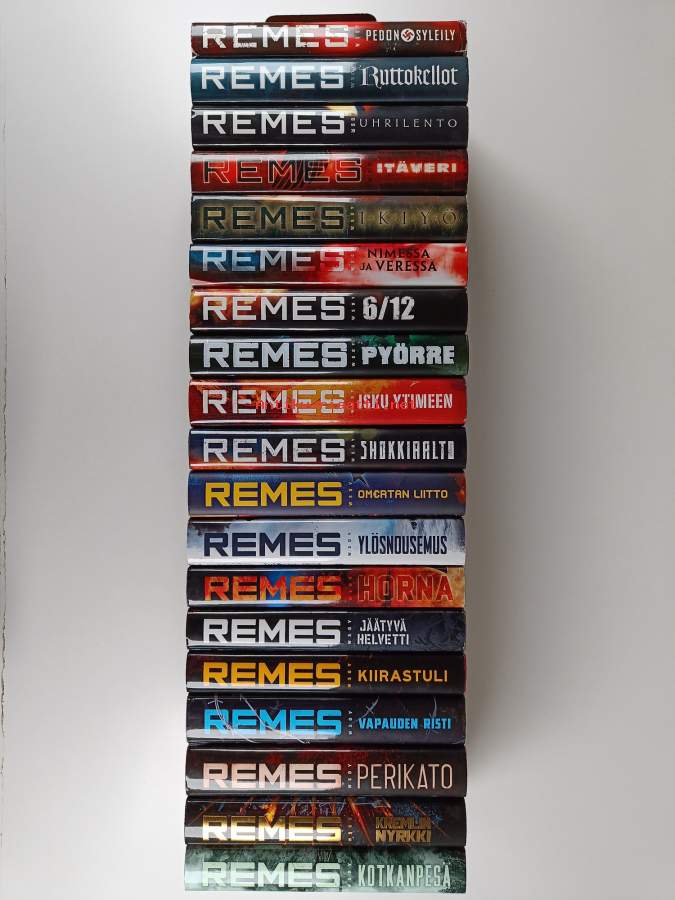 REMES PEDON SYLEILY
REMES Ruttokellot
REMES UHRILENTO
REMES ITÄVERI
REMES IKIYÖ
REMES NIMESSÄ
JA VERESSÄ
REMES 6/12
REMES PYÖRRE
REMES ISKU YTIMEEN
REMES SHOKKIAALTO
REMES OMEGAN LIITTO
REMES YLÖSNOUSEMUS
REMES HORNA
REMES JÄÄTYVÄ
HELVETTI
REMES KIIRASTULI
REMES VAPAUDEN RISTI
REMES PERIKATO
REMES KREMLIN
NYRKKI
REMES KOTKANPESÄ